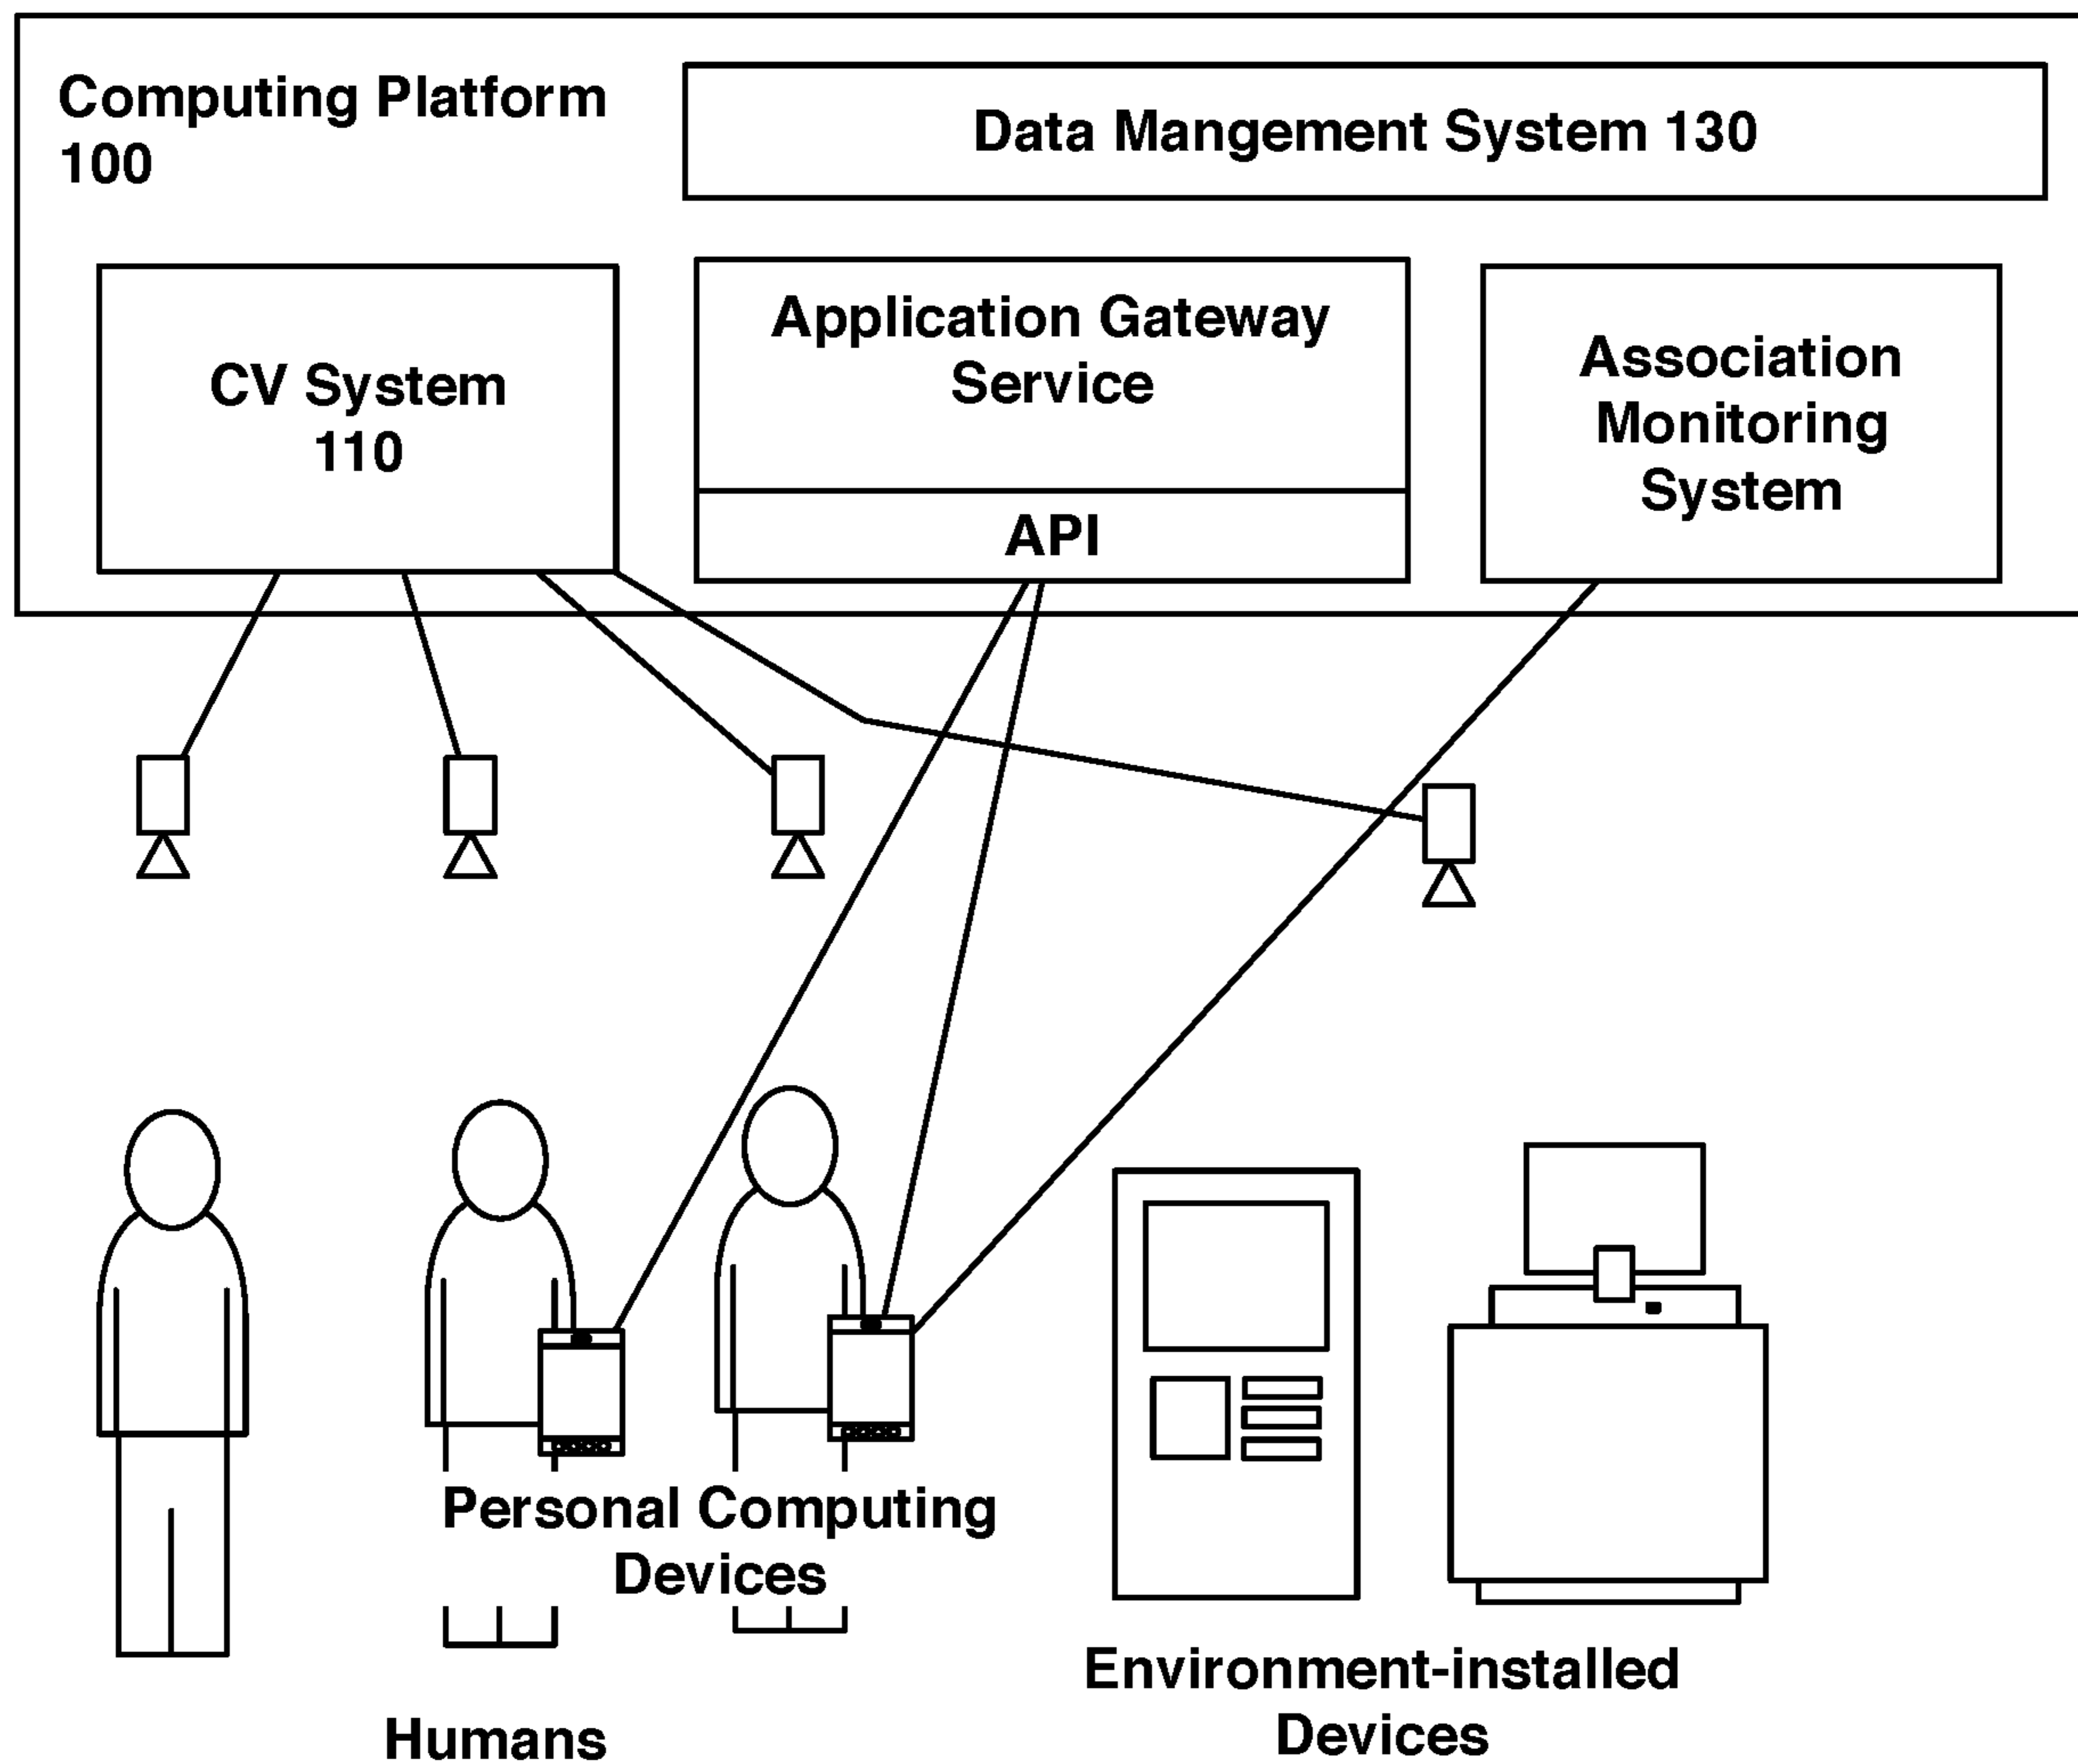 Computing Platform
100
Data Mangement System 130
CV System
110
Application Gateway
Service
API
Association
Monitoring
System
Personal Computing
Devices
Humans
Environment-installed
Devices